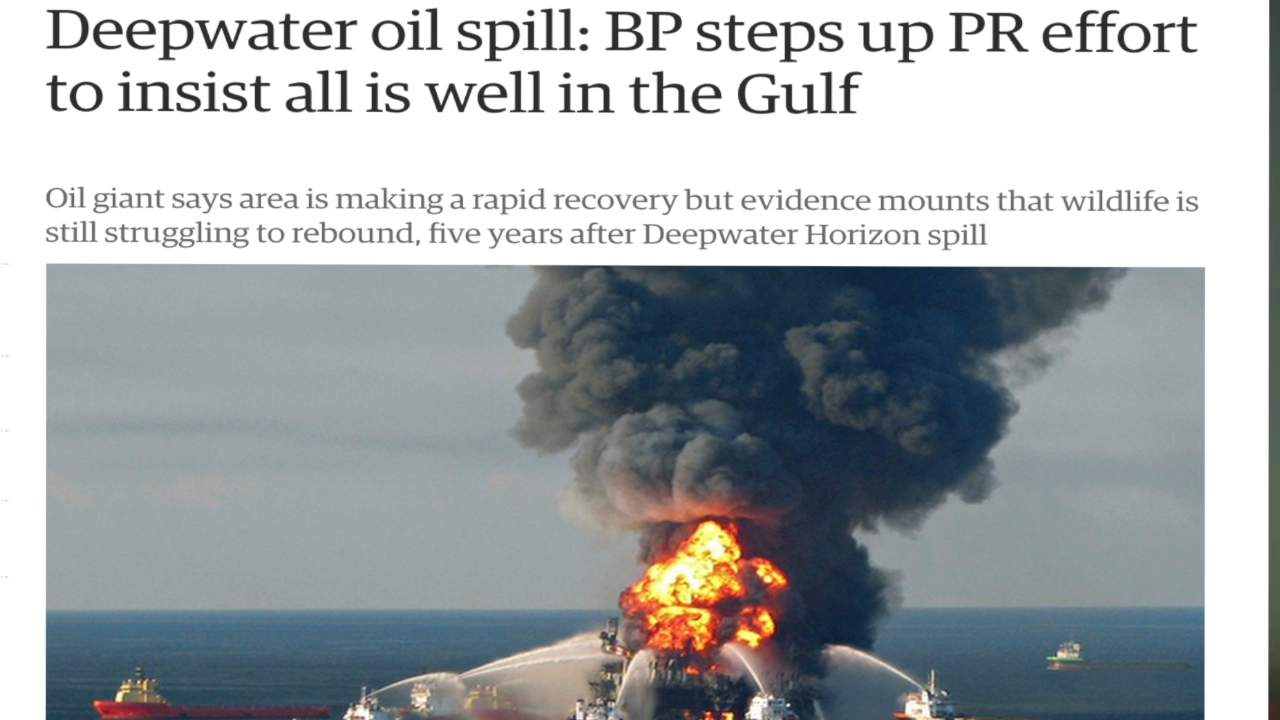 Deepwater oil spill: BP steps up PR effort
to insist all is well in the Gulf
Oil giant says area is making a rapid recovery but evidence mounts that wildlife is
still struggling to rebound, five years after Deepwater Horizon spill